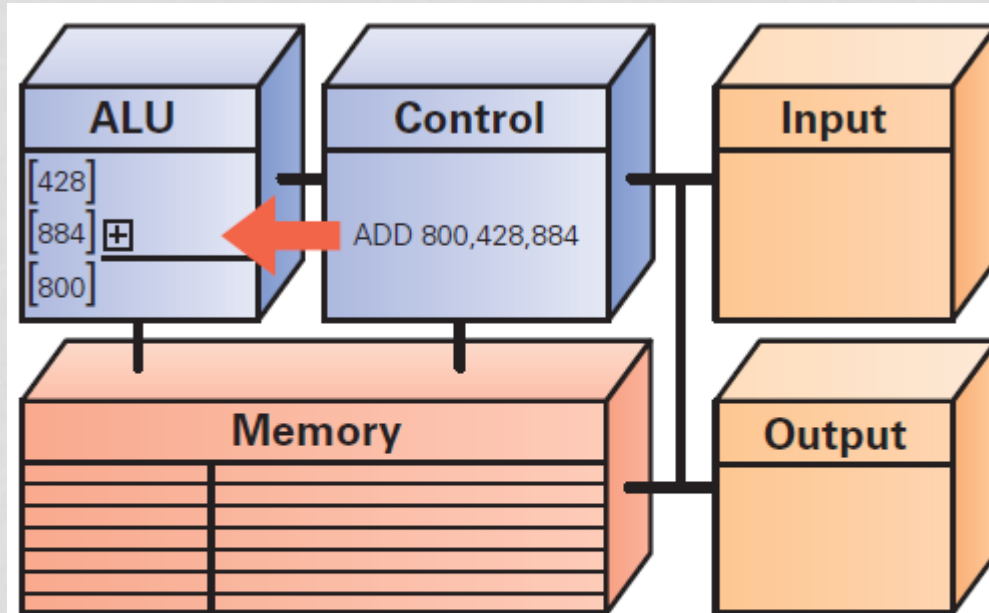 ALU
[428]
[884] +
[800]
Control
ADD 800,428,884
Input
Memory
Output